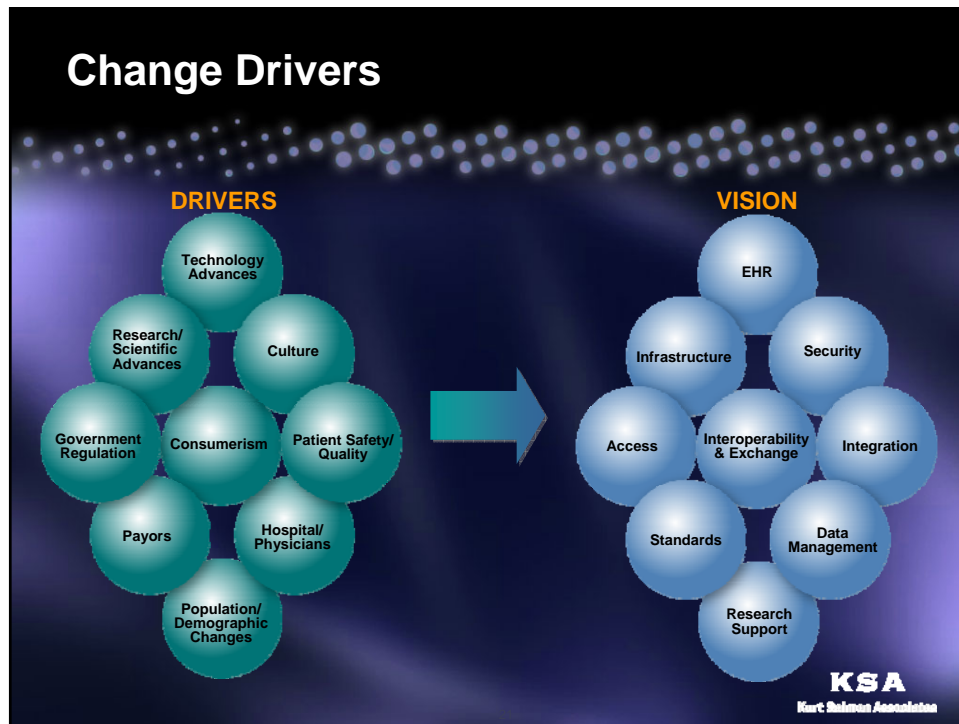 Change Drivers
DRIVERS
Technology
Advances
Research/
Scientific
Advances
Culture
Government
Regulation
Consumerism
Patient Safety/
Quality
Payors
Hospital/
Physicians
Population/
Demographic
Changes
VISION
EHR
Infrastructure
Security
Access
Interoperability
& Exchange
Integration
Standards
Data
Management
Research
Support
KSA
Kurt Salmon Associates